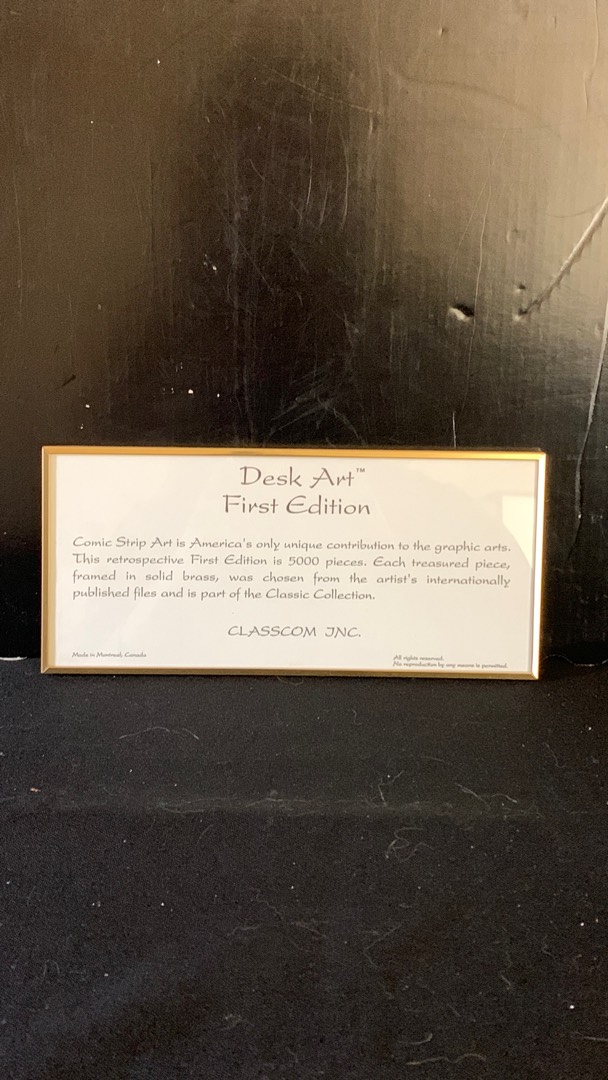 Desk Art™
First Edition
Comic Strip Art is America's only unique contribution to the graphic arts.
This retrospective First Edition is 5000 pieces. Each treasured piece,
framed in solid brass, was chosen from the artist's internationally
published files and is part of the Classic Collection.
CLASSCOM INC.
Made in Montreal, Canada
All rights reserved.
No reproduction by any means is permitted.